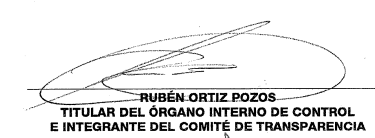 RUBÉN ORTIZ POZOS
TITULAR DEL ÓRGANO INTERNO DE CONTROL
E INTEGRANTE DEL COMITÉ DE TRANSPARENCIA